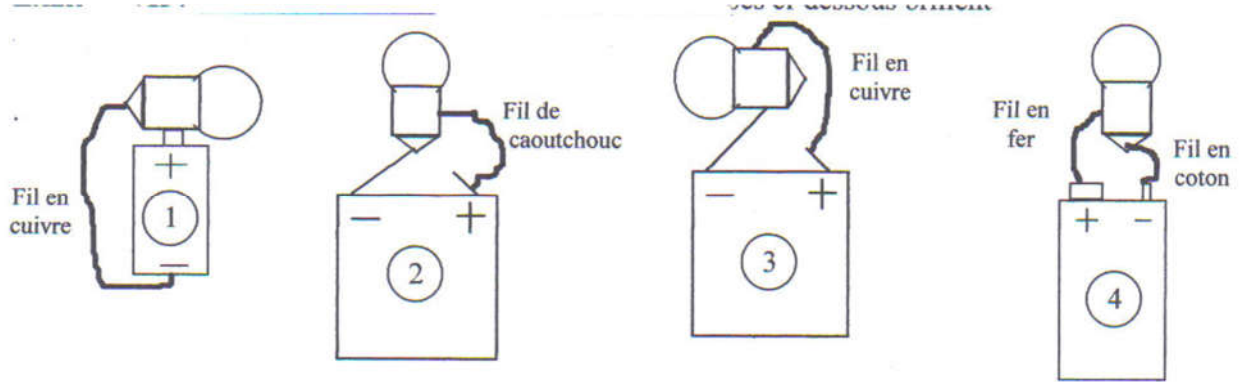 brillent
Fil en
cuivre
+
1
−
Fil de
caoutchouc
− +
2
Fil en
cuivre
− +
3
Fil en
fer
Fil en
coton
+ −
4